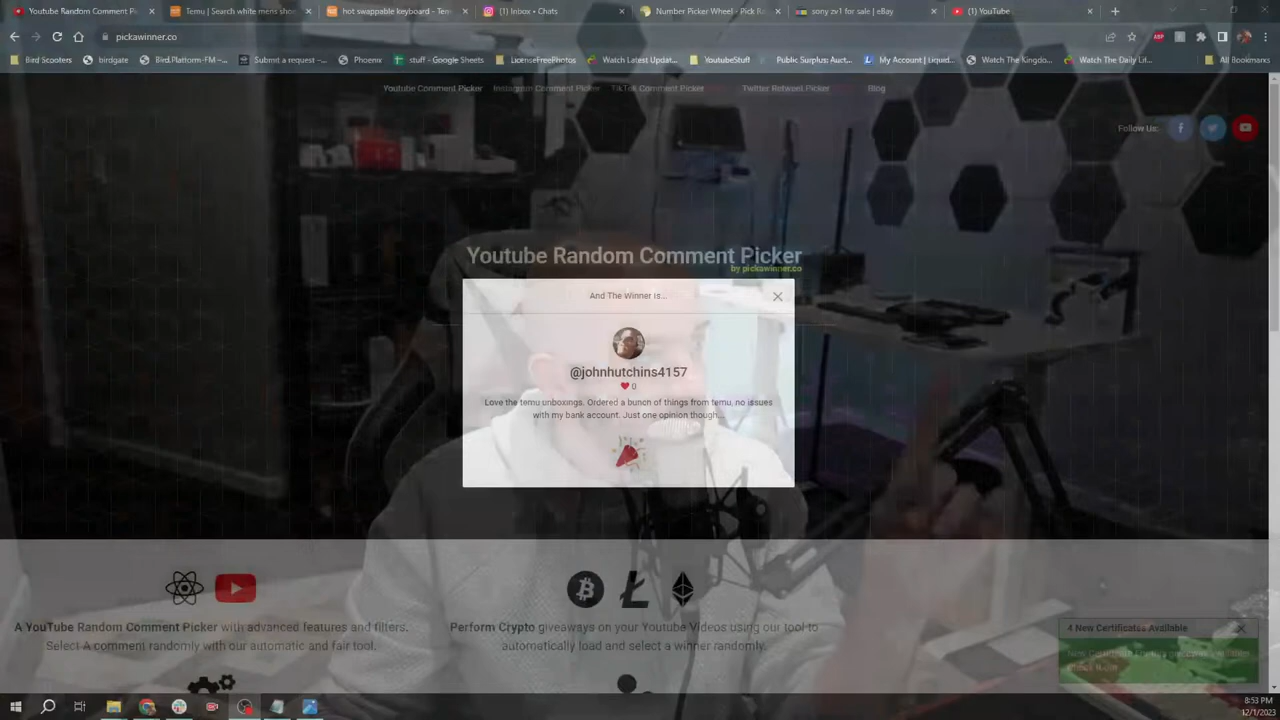 Youtube Random Comment Pi
Temu | Search white mens shor
hot swappable keyboard – Tem
(1) Inbox • Chats
Number Picker Wheel - Pick Ra
sony zv1 for sale | eBay
(1) YouTube
pickawinner.co
Bird Scooters
birdgate
Bird.Platform-FM –...
Submit a request –...
Phoenix
stuff - Google Sheets
LicenseFreePhotos
Watch Latest Updat...
YoutubeStuff
Public Surplus: Auct...
My Account | Liquid...
Watch The Kingdo...
Watch The Daily Lif...
All Bookmarks
Youtube Comment Picker
Instagram Comment Picker
TikTok Comment Picker
Twitter Retweet Picker
Blog
Follow Us:
Youtube Random Comment Picker
by pickawinner.co
And The Winner is...
@johnhutchins4157
0
Love the temu unboxings. Ordered a bunch of things from temu, no issues
with my bank account. Just one opinion though...
A YouTube Random Comment Picker with advanced features and filters.
Select A comment randomly with our automatic and fair tool.
Perform Crypto giveaways on your Youtube Videos using our tool to
automatically load and select a winner randomly.
4 New Certificates Available
8:53 PM
12/1/2023